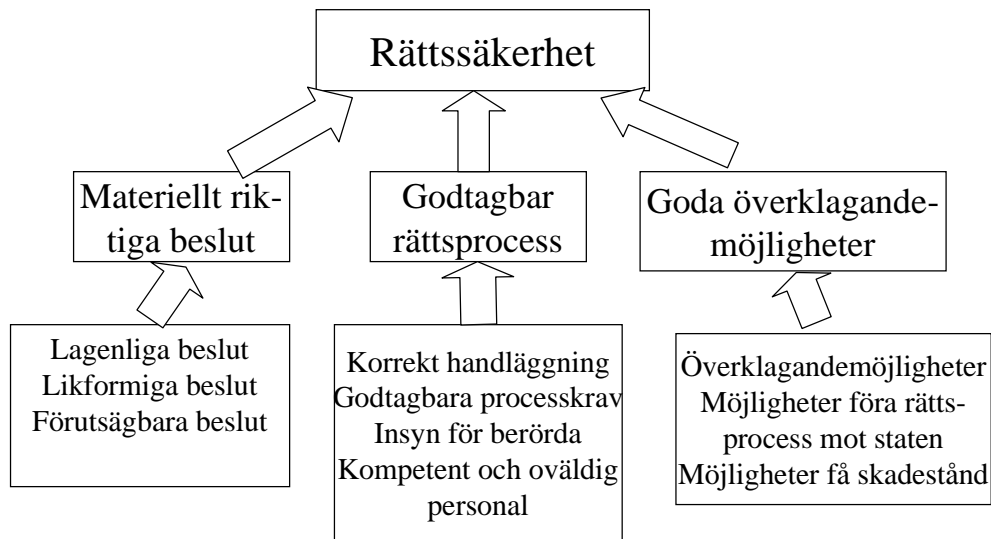 Rättssäkerhet
Materiellt rik-
tiga beslut
Godtagbar
rättsprocess
Goda överklagande-
möjligheter
Lagenliga beslut
Likformiga beslut
Förutsägbara beslut
Korrekt handläggning
Godtagbara processkrav
Insyn för berörda
Kompetent och oväldig
personal
Överklagandemöjligheter
Möjligheter föra rätts-
process mot staten
Möjligheter få skadestånd